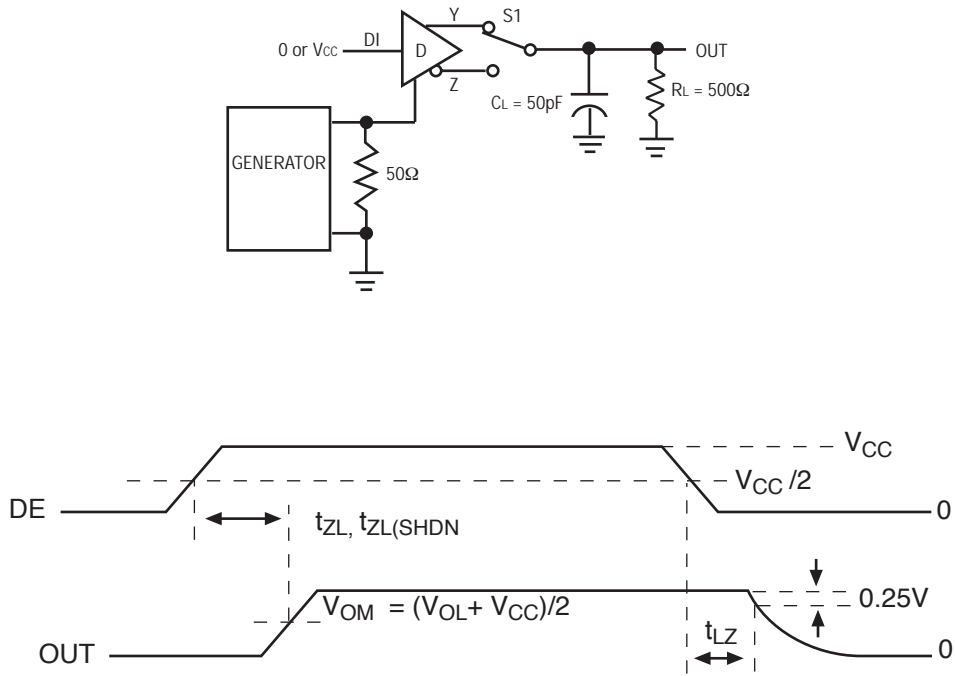 Y
S1
0 or VCC
DI
D
OUT
Z
CL = 50pF
RL = 500Ω
GENERATOR
50Ω
VCC
VCC /2
DE
0
tZL, tZL(SHDN
VOM = (VOL+ VCC)/2
0.25V
tLZ
OUT
0